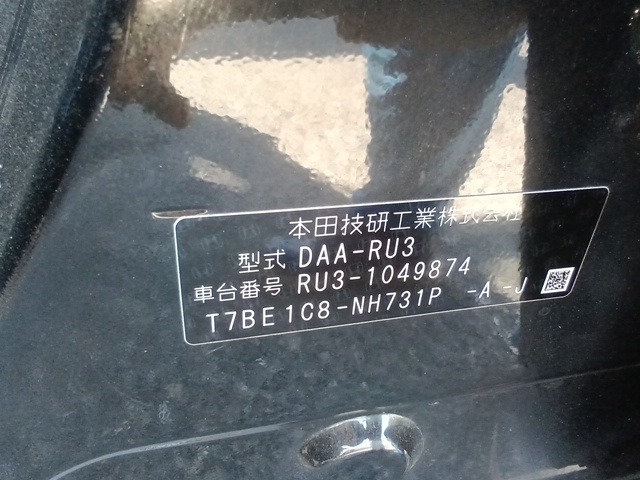 本田技研工業株式会社
型式 DAA-RU3
車台番号 RU3-1049874
T7BE1C8-NH731P -A -J